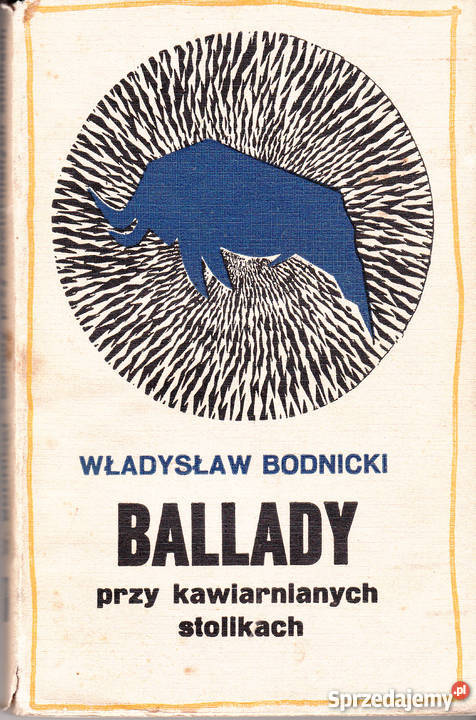 WŁADYSŁAW BODNICKI
BALLADY
przy kawiarnianych
stolikach
Sprzedajemy.pl